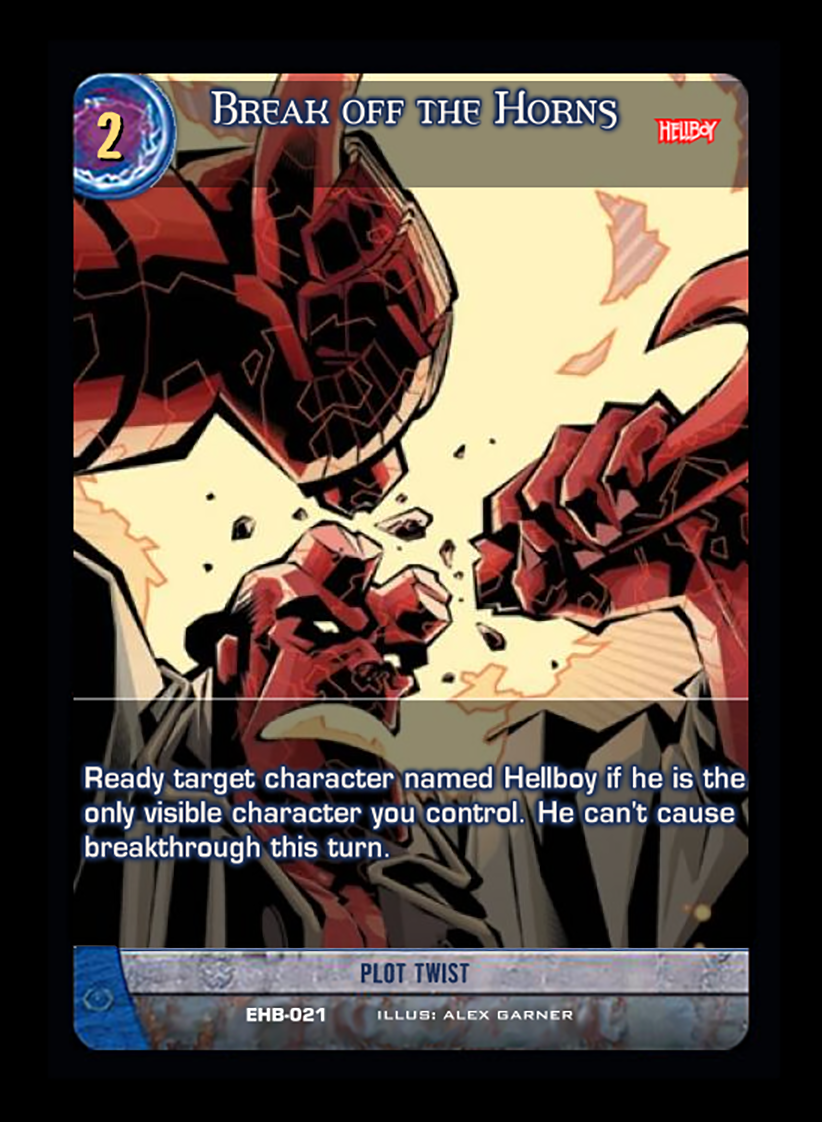 2
Break off the Horns
HELLBOY
Ready target character named Hellboy if he is the
only visible character you control. He can't cause
breakthrough this turn.
PLOT TWIST
EHB-021 ILLUS: ALEX GARNER